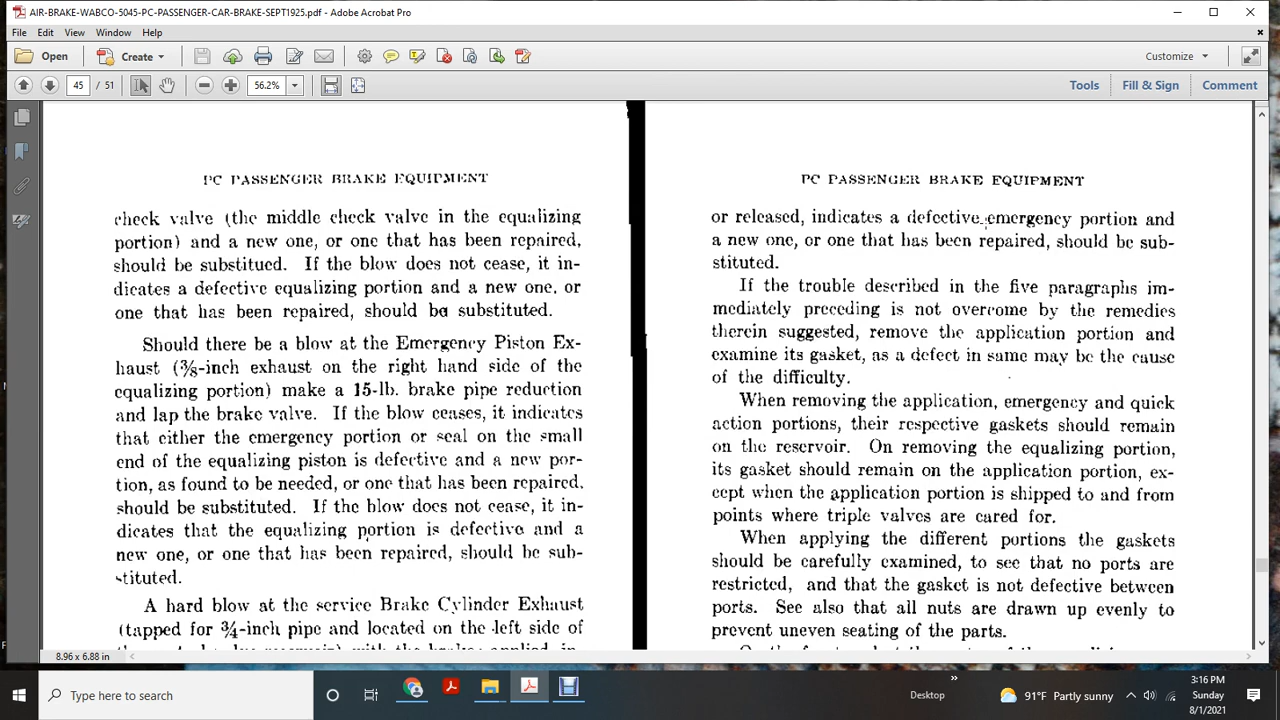 AIR-BRAKE-WABCO-5045-PC-PASSENGER-CAR-BRAKE-SEPT1925.pdf - Adobe Acrobat Pro
File Edit View Window Help
Open Create Customize
45 / 51 56.2% Tools Fill & Sign Comment
PC PASSENGER BRAKE EQUIPMENT
check valve (the middle check valve in the equalizing
portion) and a new one, or one that has been repaired,
should be substitued. If the blow does not cease, it in-
dicates a defective equalizing portion and a new one, or
one that has been repaired, should be substituted.
Should there be a blow at the Emergency Piston Ex-
haust (⅜-inch exhaust on the right hand side of the
equalizing portion) make a 15-lb. brake pipe reduction
and lap the brake valve. If the blow ceases, it indicates
that either the emergency portion or seal on the small
end of the equalizing piston is defective and a new por-
tion, as found to be needed, or one that has been repaired,
should be substituted. If the blow does not cease, it in-
dicates that the equalizing portion is defective and a
new one, or one that has been repaired, should be sub-
stituted.
A hard blow at the service Brake Cylinder Exhaust
(tapped for ¾-inch pipe and located on the left side of
PC PASSENGER BRAKE EQUIPMENT
or released, indicates a defective emergency portion and
a new one, or one that has been repaired, should be sub-
stituted.
If the trouble described in the five paragraphs im-
mediately preceding is not overcome by the remedies
therein suggested, remove the application portion and
examine its gasket, as a defect in same may be the cause
of the difficulty.
When removing the application, emergency and quick
action portions, their respective gaskets should remain
on the reservoir. On removing the equalizing portion,
its gasket should remain on the application portion, ex-
cept when the application portion is shipped to and from
points where triple valves are cared for.
When applying the different portions the gaskets
should be carefully examined, to see that no ports are
restricted, and that the gasket is not defective between
ports. See also that all nuts are drawn up evenly to
prevent uneven seating of the parts.
8.96 x 6.88 in
Type here to search
Desktop
91°F Partly sunny
3:16 PM
Sunday
8/1/2021